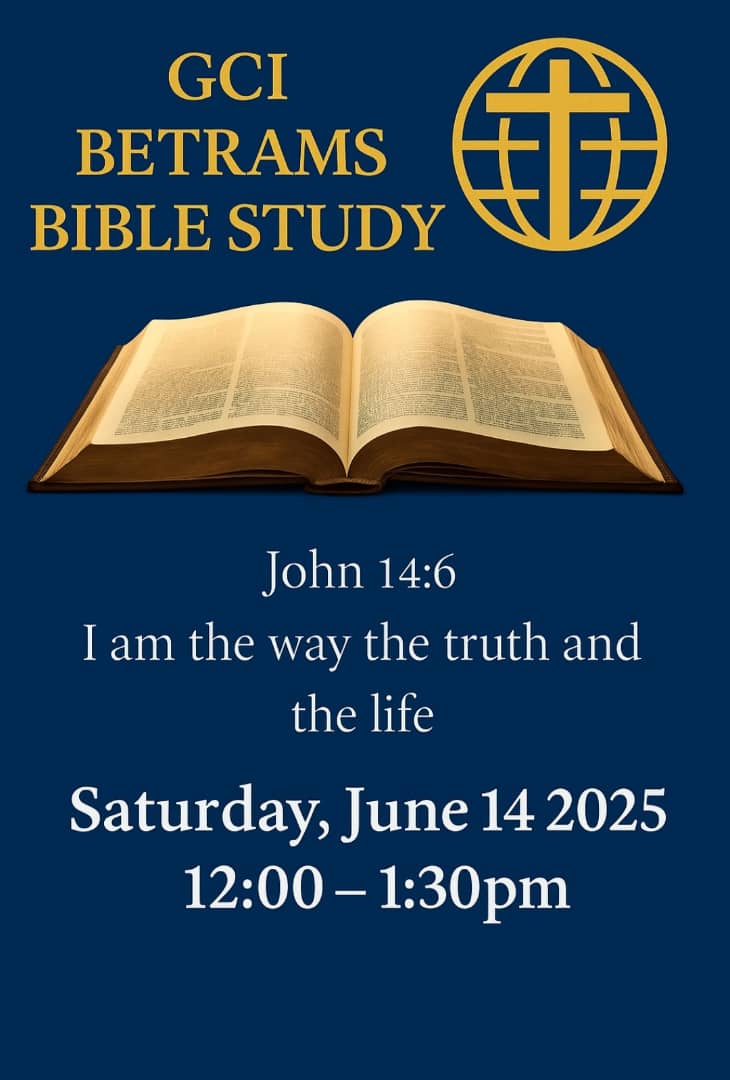 GCI
BETRAMS
BIBLE STUDY
John 14:6
I am the way the truth and
the life
Saturday, June 14 2025
12:00 – 1:30pm